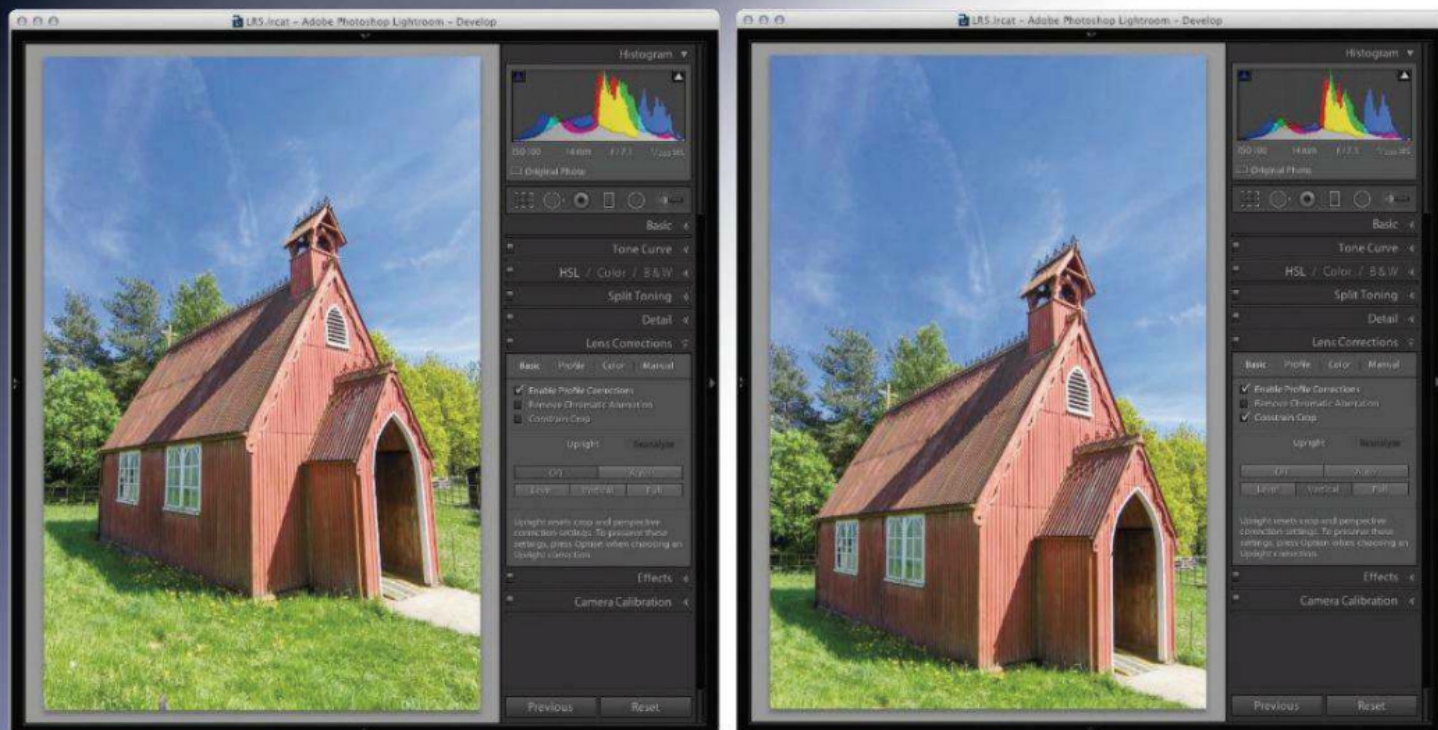 LR5.lrcat - Adobe Photoshop Lightroom - Develop
Histogram
ISO 100 14 mm f / 7.1 sec
Original Photo
Basic
Tone Curve
HSL / Color / B & W
Split Toning
Detail
Lens Corrections
Basic Profile Color Manual
Enable Profile Corrections
Remove Chromatic Aberration
Constrain Crop
Upright Reanalyze
Off Auto
Level Vertical Full
Upright resets crop and perspective
correction settings. To preserve these
settings, press Option when choosing an
Upright correction.
Effects
Camera Calibration
Previous Reset
LR5.lrcat - Adobe Photoshop Lightroom - Develop
Histogram
ISO 100 14 mm f / 7.1 sec
Original Photo
Basic
Tone Curve
HSL / Color / B & W
Split Toning
Detail
Lens Corrections
Basic Profile Color Manual
Enable Profile Corrections
Remove Chromatic Aberration
Constrain Crop
Upright Reanalyze
Off Auto
Level Vertical Full
Upright resets crop and perspective
correction settings. To preserve these
settings, press Option when choosing an
Upright correction.
Effects
Camera Calibration
Previous Reset